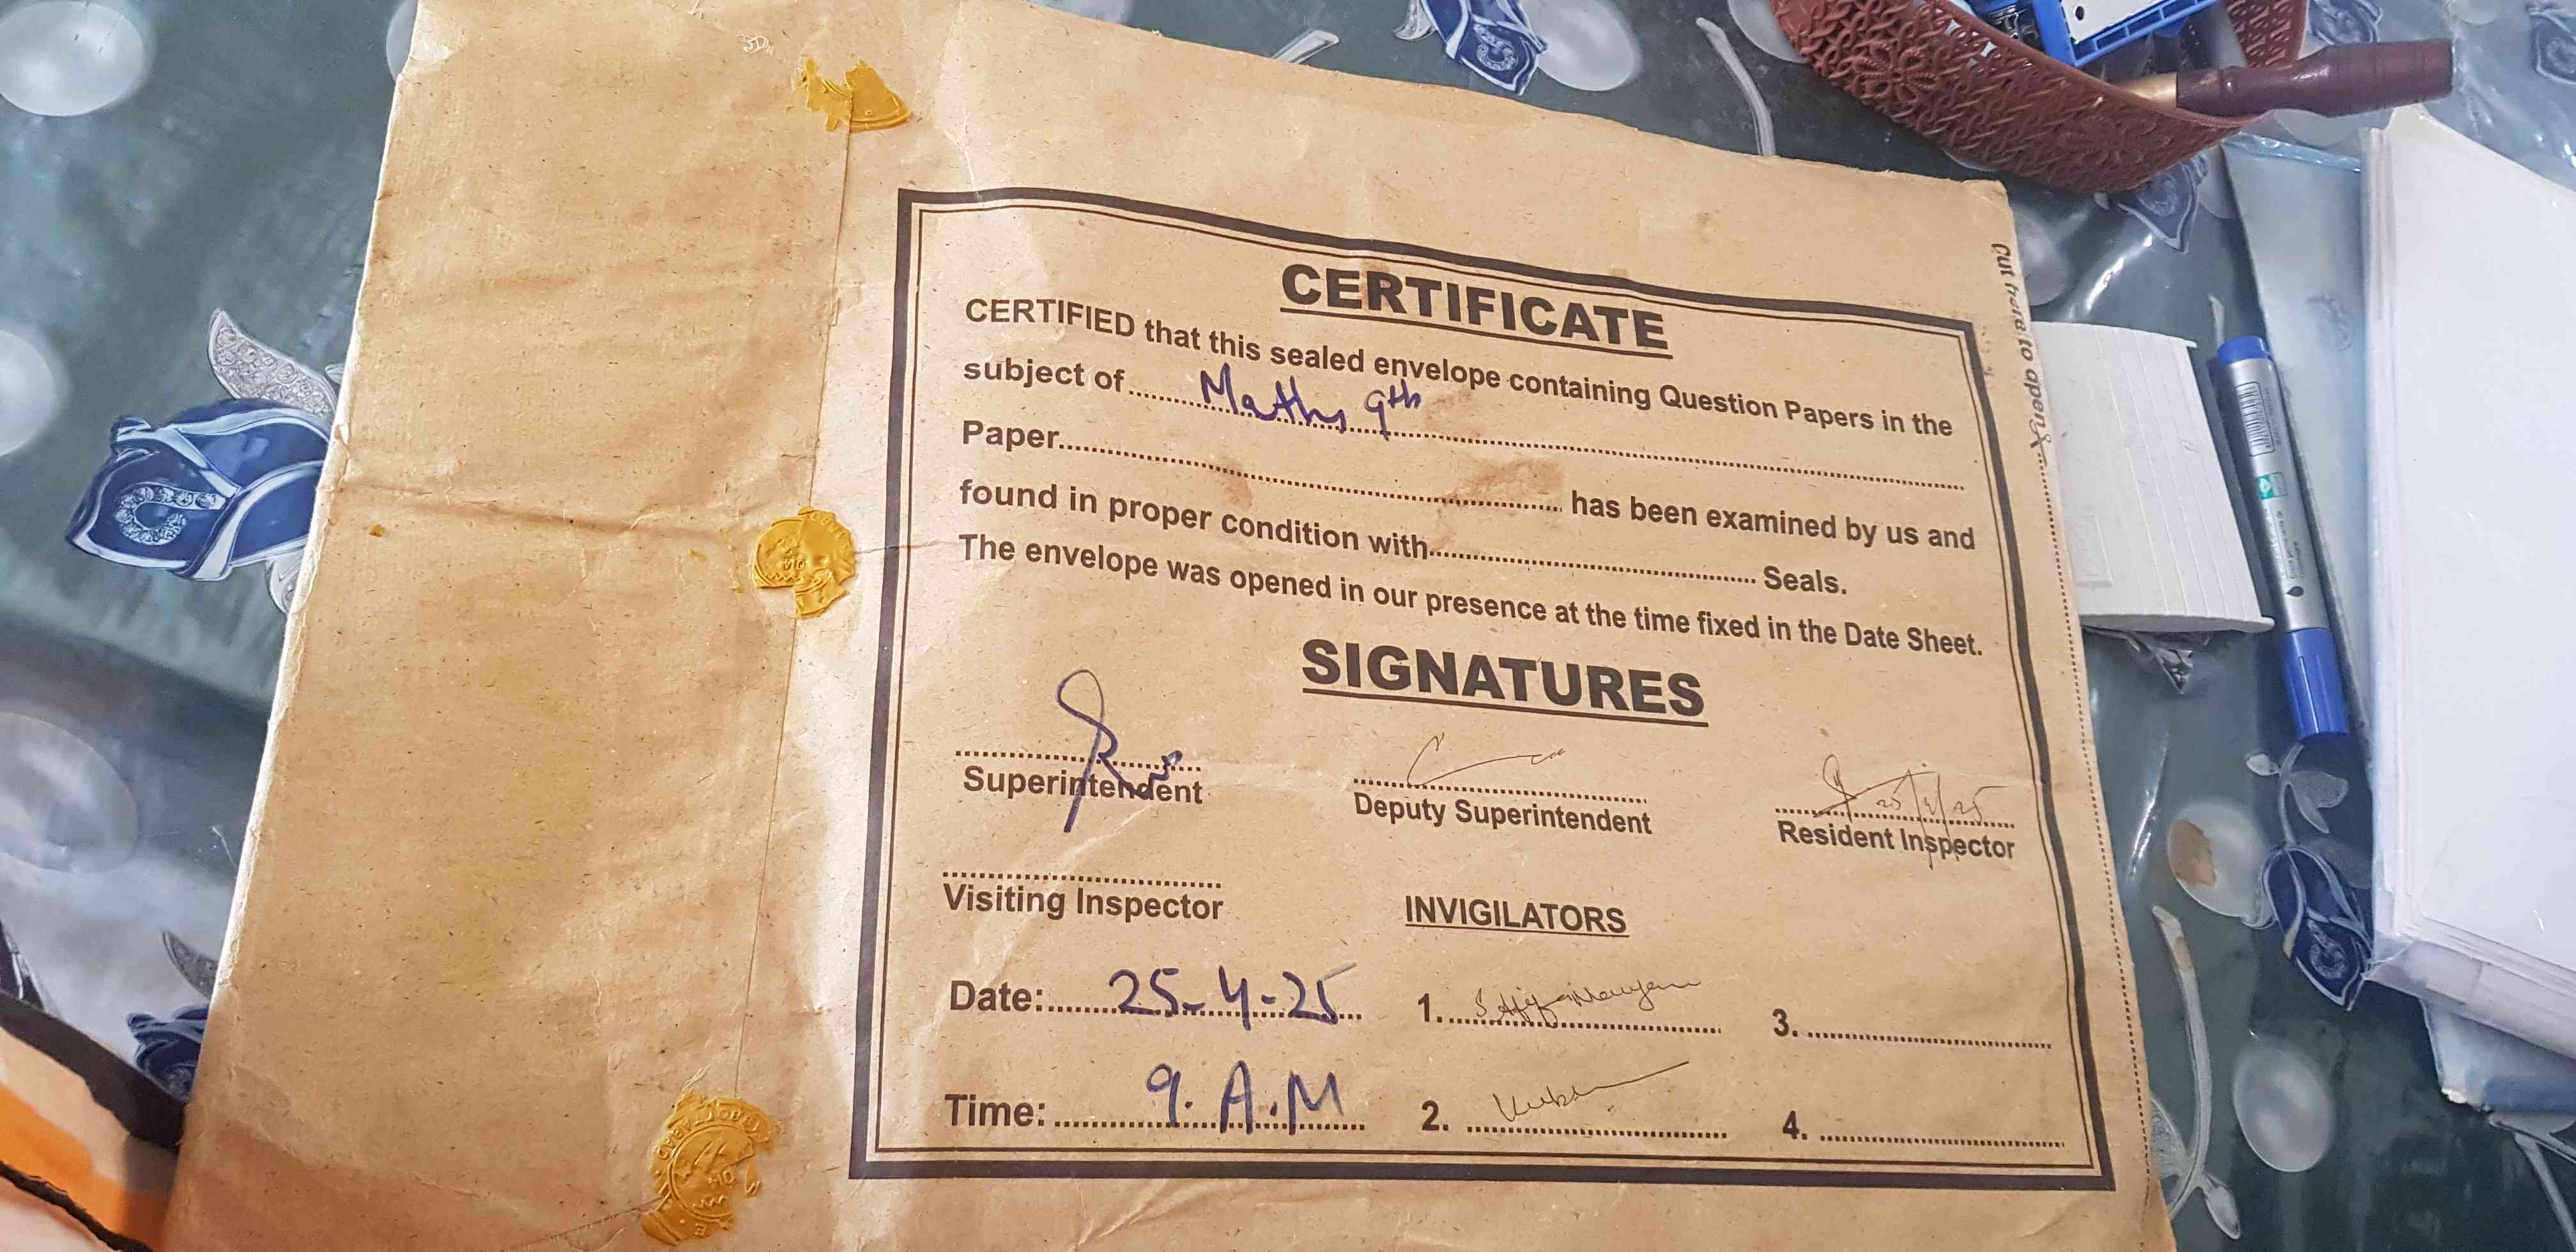 CERTIFICATE
CERTIFIED that this sealed envelope containing Question Papers in the
subject of Maths 9th
Paper has been examined by us and
found in proper condition with Seals.
The envelope was opened in our presence at the time fixed in the Date Sheet.
SIGNATURES
Superintendent
Deputy Superintendent
25/4/25
Resident Inspector
Visiting Inspector
INVIGILATORS
Date: 25-4-25
1.
3.
Time: 9. A.M
2.
4.
Cut here to open